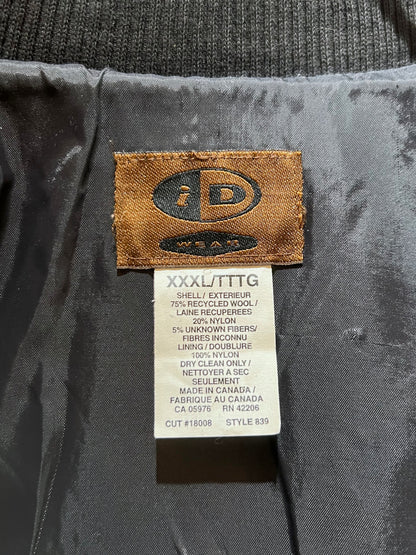 iD
WEAR
XXXL/TTTG
SHELL / EXTERIEUR
75% RECYCLED WOOL /
LAINE RECUPEREES
20% NYLON
5% UNKNOWN FIBERS/
FIBRES INCONNU
LINING / DOUBLURE
100% NYLON
DRY CLEAN ONLY /
NETTOYER A SEC
SEULEMENT
MADE IN CANADA /
FABRIQUE AU CANADA
CA 05976 RN 42206
CUT #18008 STYLE 839